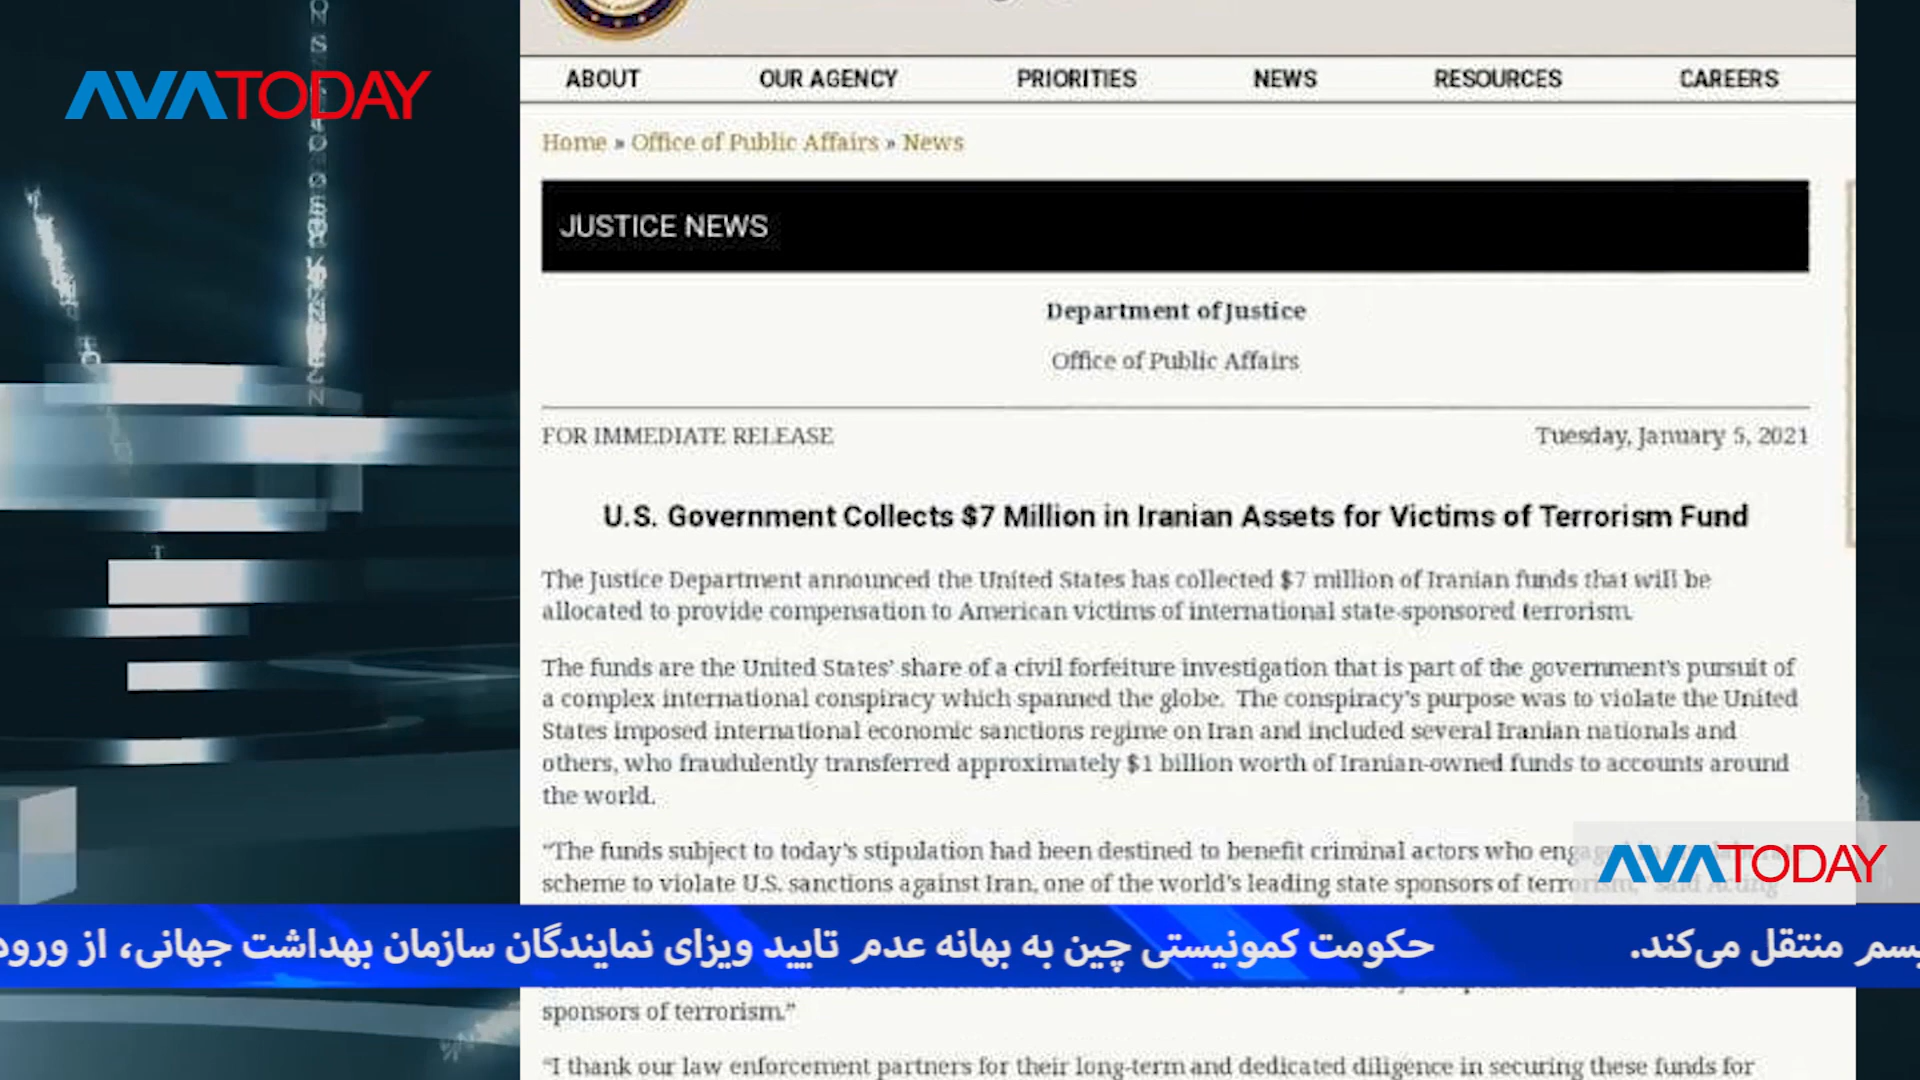 AVATODAY
ABOUT OUR AGENCY PRIORITIES NEWS RESOURCES CAREERS
Home » Office of Public Affairs » News
JUSTICE NEWS
Department of Justice
Office of Public Affairs
FOR IMMEDIATE RELEASE Tuesday, January 5, 2021
U.S. Government Collects $7 Million in Iranian Assets for Victims of Terrorism Fund
The Justice Department announced the United States has collected $7 million of Iranian funds that will be
allocated to provide compensation to American victims of international state-sponsored terrorism.
The funds are the United States’ share of a civil forfeiture investigation that is part of the government’s pursuit of
a complex international conspiracy which spanned the globe. The conspiracy’s purpose was to violate the United
States imposed international economic sanctions regime on Iran and included several Iranian nationals and
others, who fraudulently transferred approximately $1 billion worth of Iranian-owned funds to accounts around
the world.
“The funds subject to today’s stipulation had been destined to benefit criminal actors who
scheme to violate U.S. sanctions against Iran, one of the world’s leading state sponsors of terrorism,” said Acting
AVATODAY
منتقل می‌کند. حکومت کمونیستی چین به بهانه عدم تایید ویزای نمایندگان سازمان بهداشت جهانی، از ورود
sponsors of terrorism.”
“I thank our law enforcement partners for their long-term and dedicated diligence in securing these funds for